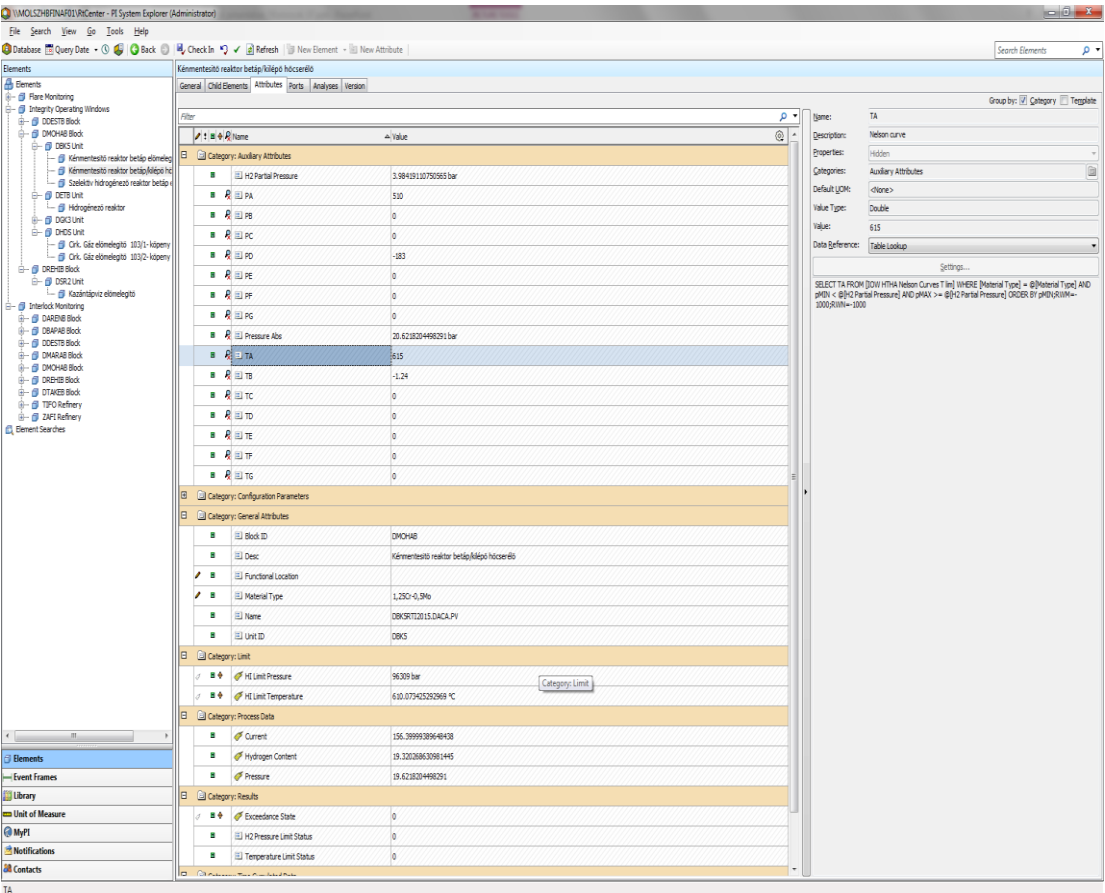 \\MOLSZHBFINAF01\RtCenter - PI System Explorer (Administrator)
File Search View Go Tools Help
Database Query Date Back Check In Refresh New Element New Attribute Search Elements
Elements
Elements
Flare Monitoring
Integrity Operating Windows
DDESTB Block
DMOHAB Block
DBK5 Unit
Kénmentesítő reaktor betáp előmeleg
Kénmentesítő reaktor betáp/kilépő hő
Szelektív hidrogénező reaktor betáp
DETB Unit
Hidrogénező reaktor
DGK3 Unit
DHDS Unit
Cirk. Gáz előmelegítő 103/1- köpeny
Cirk. Gáz előmelegítő 103/2- köpeny
DREHIB Block
DSR2 Unit
Kazántápvíz előmelegítő
Interlock Monitoring
DARENB Block
DBAPAB Block
DDESTB Block
DMARAB Block
DMOHAB Block
DREHIB Block
DTAKEB Block
TIFO Refinery
ZAFI Refinery
Element Searches
Elements
Event Frames
Library
Unit of Measure
MyPI
Notifications
Contacts
Kénmentesítő reaktor betáp/kilépő hőcserélő
General Child Elements Attributes Ports Analyses Version
Group by: Category Template
Filter
Name Value
Category: Auxiliary Attributes
H2 Partial Pressure 3.98419110750565 bar
PA 510
PB 0
PC 0
PD -183
PE 0
PF 0
PG 0
Pressure Abs 20.6218204498291 bar
TA 615
TB -1.24
TC 0
TD 0
TE 0
TF 0
TG 0
Category: Configuration Parameters
Category: General Attributes
Block ID DMOHAB
Desc Kénmentesítő reaktor betáp/kilépő hőcserélő
Functional Location
Material Type 1,25Cr-0,5Mo
Name DBK5RTI2015.DACA.PV
Unit ID DBK5
Category: Limit
HI Limit Pressure 96309 bar
Category: Limit
HI Limit Temperature 610.073425292969 °C
Category: Process Data
Current 156.39999389648438
Hydrogen Content 19.320268630981445
Pressure 19.6218204498291
Category: Results
Exceedance State 0
H2 Pressure Limit Status 0
Temperature Limit Status 0
Category: Time Cumulated Data
Name: TA
Description: Nelson curve
Properties: Hidden
Categories: Auxiliary Attributes
Default UOM: <None>
Value Type: Double
Value: 615
Data Reference: Table Lookup
Settings...
SELECT TA FROM [IOW HTHA Nelson Curves T lim] WHERE [Material Type] = @[Material Type] AND
pMIN < @[H2 Partial Pressure] AND pMAX >= @[H2 Partial Pressure] ORDER BY pMIN;RWM=-
1000;RWN=-1000
TA